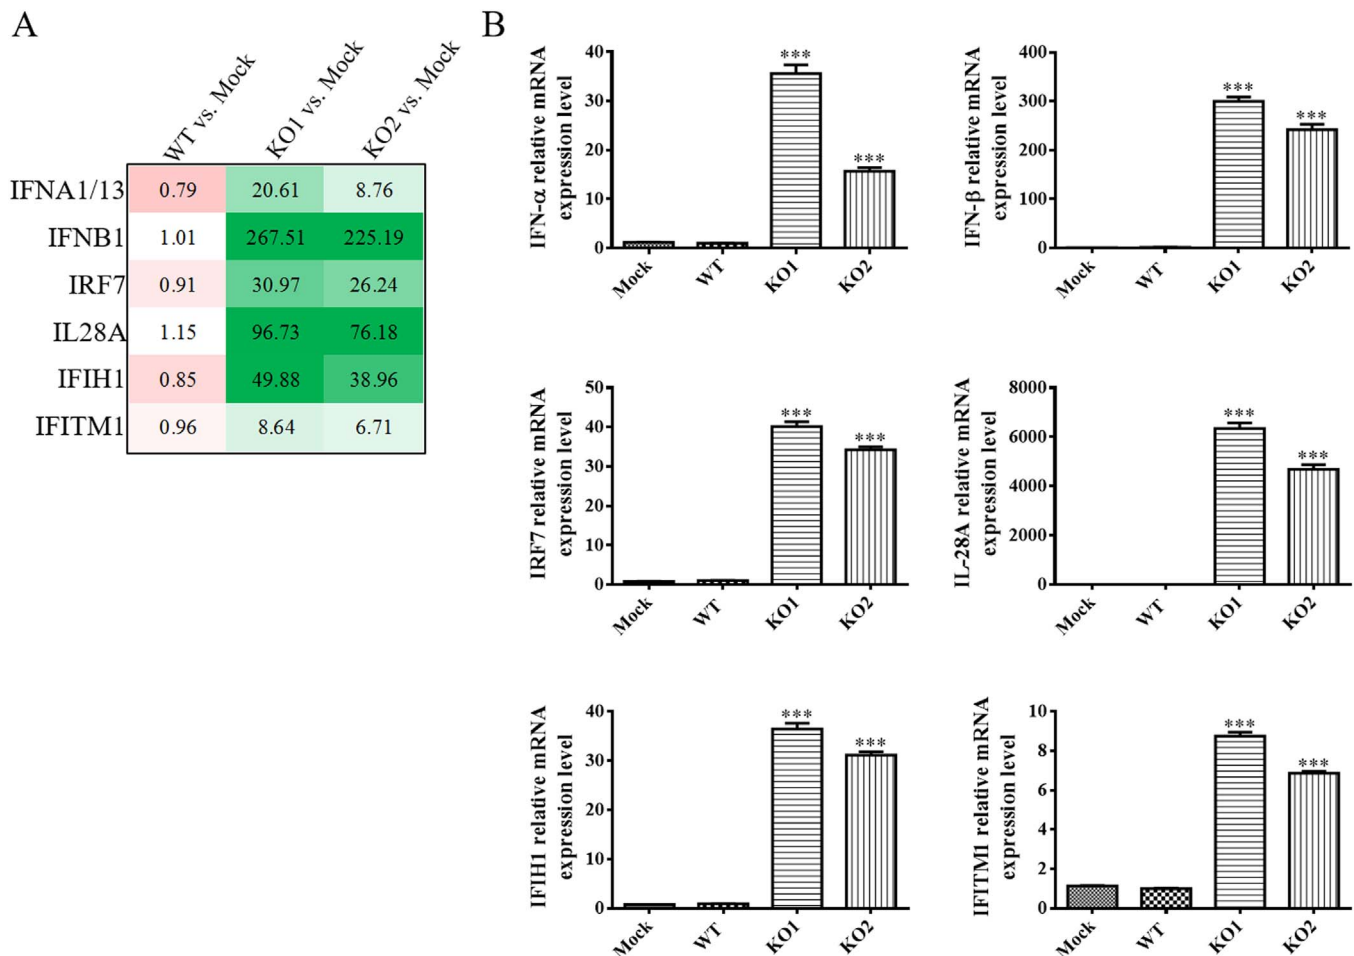 A
WT vs. Mock
KO1 vs. Mock
KO2 vs. Mock
IFNA1/13 0.79 20.61 8.76
IFNB1 1.01 267.51 225.19
IRF7 0.91 30.97 26.24
IL28A 1.15 96.73 76.18
IFIH1 0.85 49.88 38.96
IFITM1 0.96 8.64 6.71
B
IFN-α relative mRNA
expression level
40
30
20
10
0
***
***
Mock
WT
KO1
KO2
IFN-β relative mRNA
expression level
400
300
200
100
0
***
***
Mock
WT
KO1
KO2
IRF7 relative mRNA
expression level
50
40
30
20
10
0
***
***
Mock
WT
KO1
KO2
IL-28A relative mRNA
expression level
8000
6000
4000
2000
0
***
***
Mock
WT
KO1
KO2
IFIH1 relative mRNA
expression level
40
30
20
10
0
***
***
Mock
WT
KO1
KO2
IFITM1 relative mRNA
expression level
10
8
6
4
2
0
***
***
Mock
WT
KO1
KO2